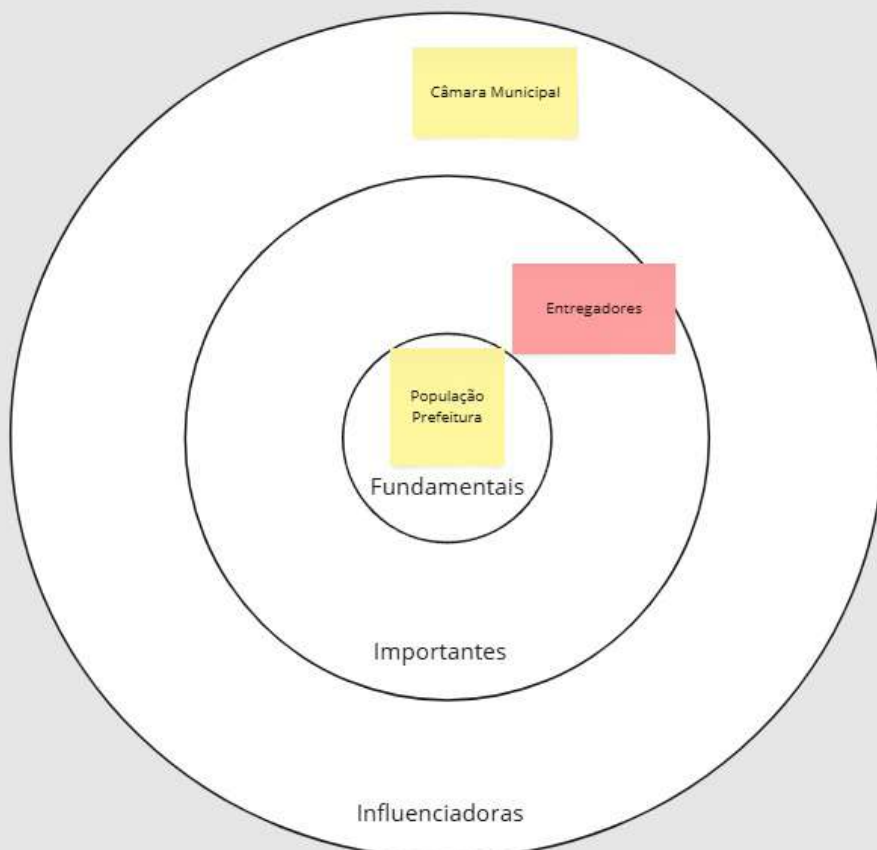 Câmara Municipal
Entregadores
População
Prefeitura
Fundamentais
Importantes
Influenciadoras